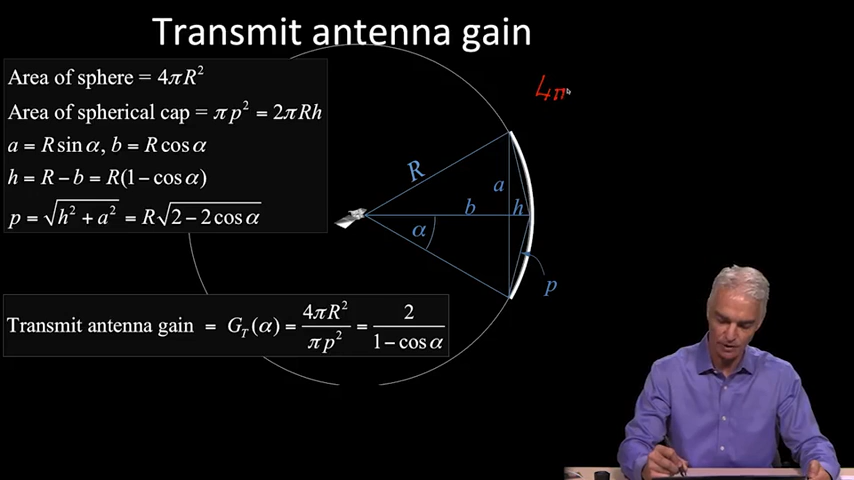 Transmit antenna gain
Area of sphere = 4πR²
Area of spherical cap = πp² = 2πRh
a = R sin α, b = R cos α
h = R − b = R(1 − cos α)
p = √(h² + a²) = R√(2 − 2cos α)
Transmit antenna gain = G_T(α) = 4πR² / πp² = 2 / (1 − cos α)
4π
R
a
b
h
α
p